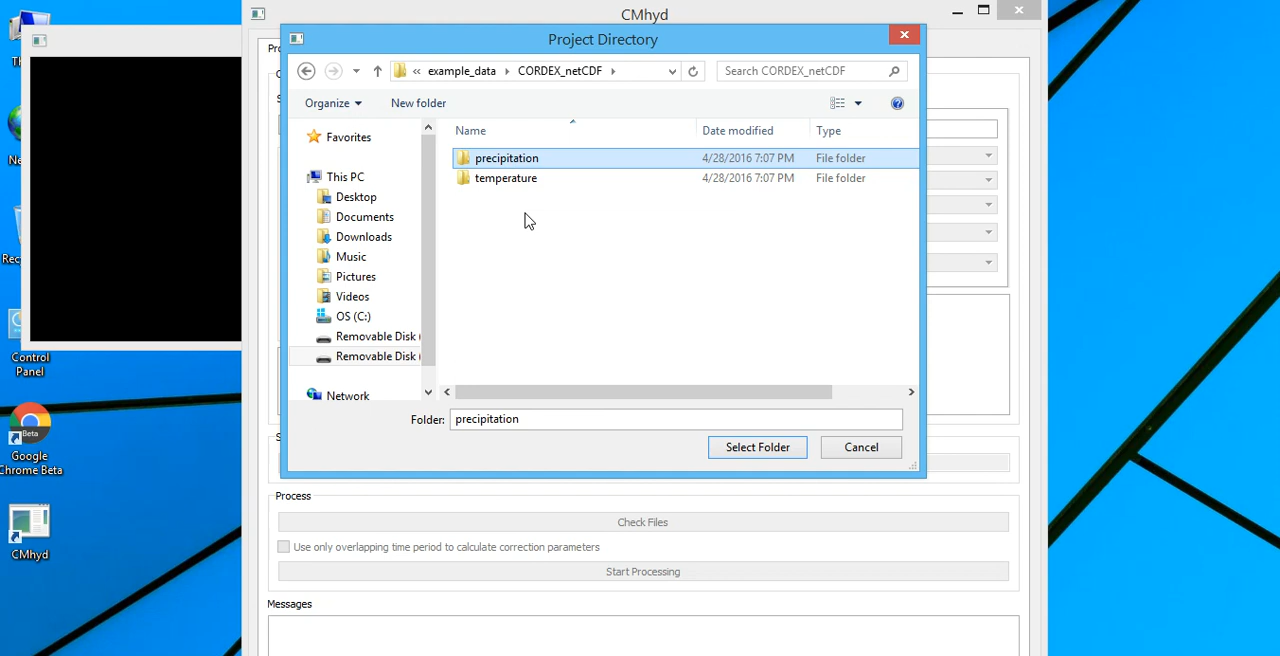 CMhyd
Project Directory
example_data
CORDEX_netCDF
Search CORDEX_netCDF
Organize
New folder
Name
Date modified
Type
precipitation
4/28/2016 7:07 PM
File folder
temperature
4/28/2016 7:07 PM
File folder
Favorites
This PC
Desktop
Documents
Downloads
Music
Pictures
Videos
OS (C:)
Removable Disk (
Removable Disk (
Network
Folder:
precipitation
Select Folder
Cancel
Process
Check Files
Use only overlapping time period to calculate correction parameters
Start Processing
Messages
Control
Panel
Beta
Google
Chrome Beta
CMhyd